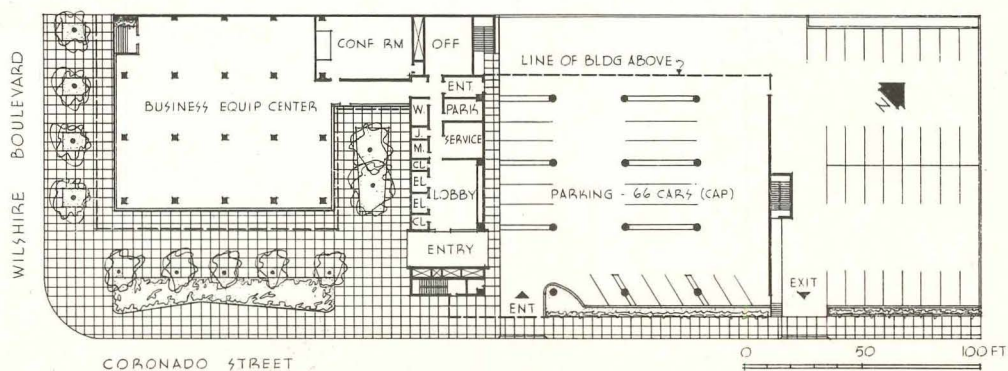 WILSHIRE BOULEVARD
BUSINESS EQUIP CENTER
CONF RM
OFF
ENT.
PARK
SERVICE
W.
J.
M.
CL
EL
EL
CL
LOBBY
ENTRY
LINE OF BLDG ABOVE
PARKING - 66 CARS (CAP)
N
ENT
EXIT
CORONADO STREET
0 50 100 FT